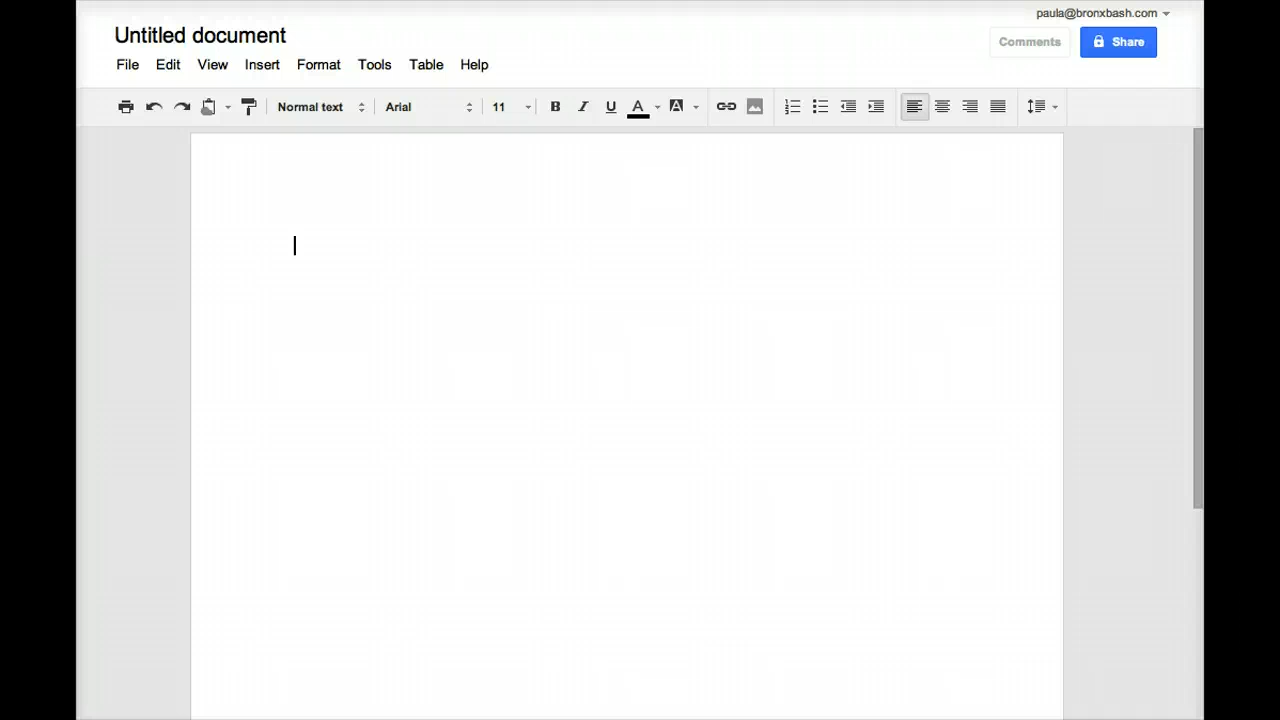 paula@bronxbash.com
Untitled document
Comments
Share
File Edit View Insert Format Tools Table Help
Normal text Arial 11 B I U A A